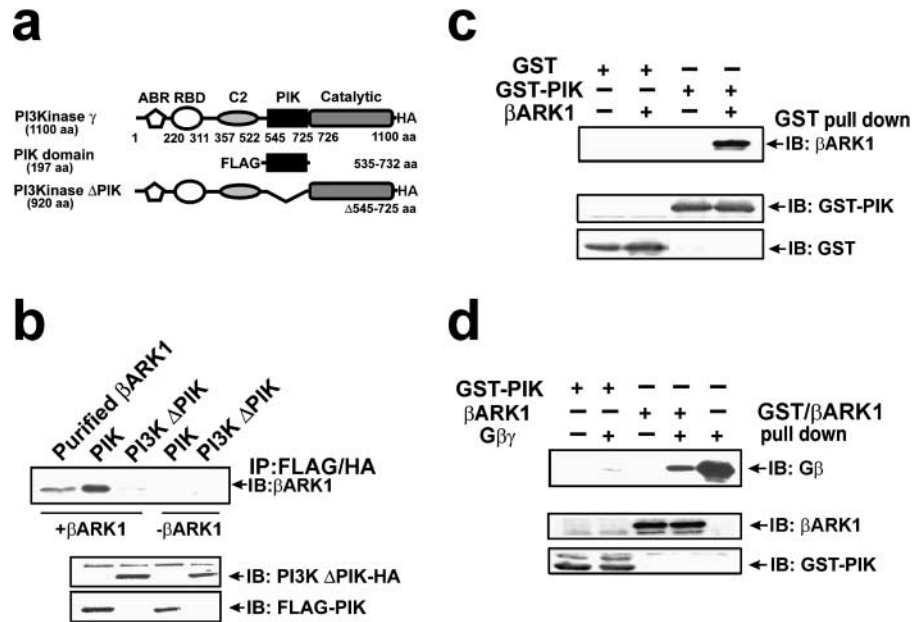 a
ABR RBD C2 PIK Catalytic
PI3Kinase γ
(1100 aa)
HA
1 220 311 357 522 545 725 726 1100 aa
PIK domain
(197 aa)
FLAG
535-732 aa
PI3Kinase ΔPIK
(920 aa)
HA
Δ545-725 aa
b
Purified βARK1
PIK
PI3K ΔPIK
PIK
PI3K ΔPIK
IP:FLAG/HA
IB:βARK1
+βARK1 -βARK1
IB: PI3K ΔPIK-HA
IB: FLAG-PIK
c
GST + + – –
GST-PIK – – + +
βARK1 – + – +
GST pull down
IB: βARK1
IB: GST-PIK
IB: GST
d
GST-PIK + + – – –
βARK1 – – + + –
Gβγ – + – + +
GST/βARK1
pull down
IB: Gβ
IB: βARK1
IB: GST-PIK